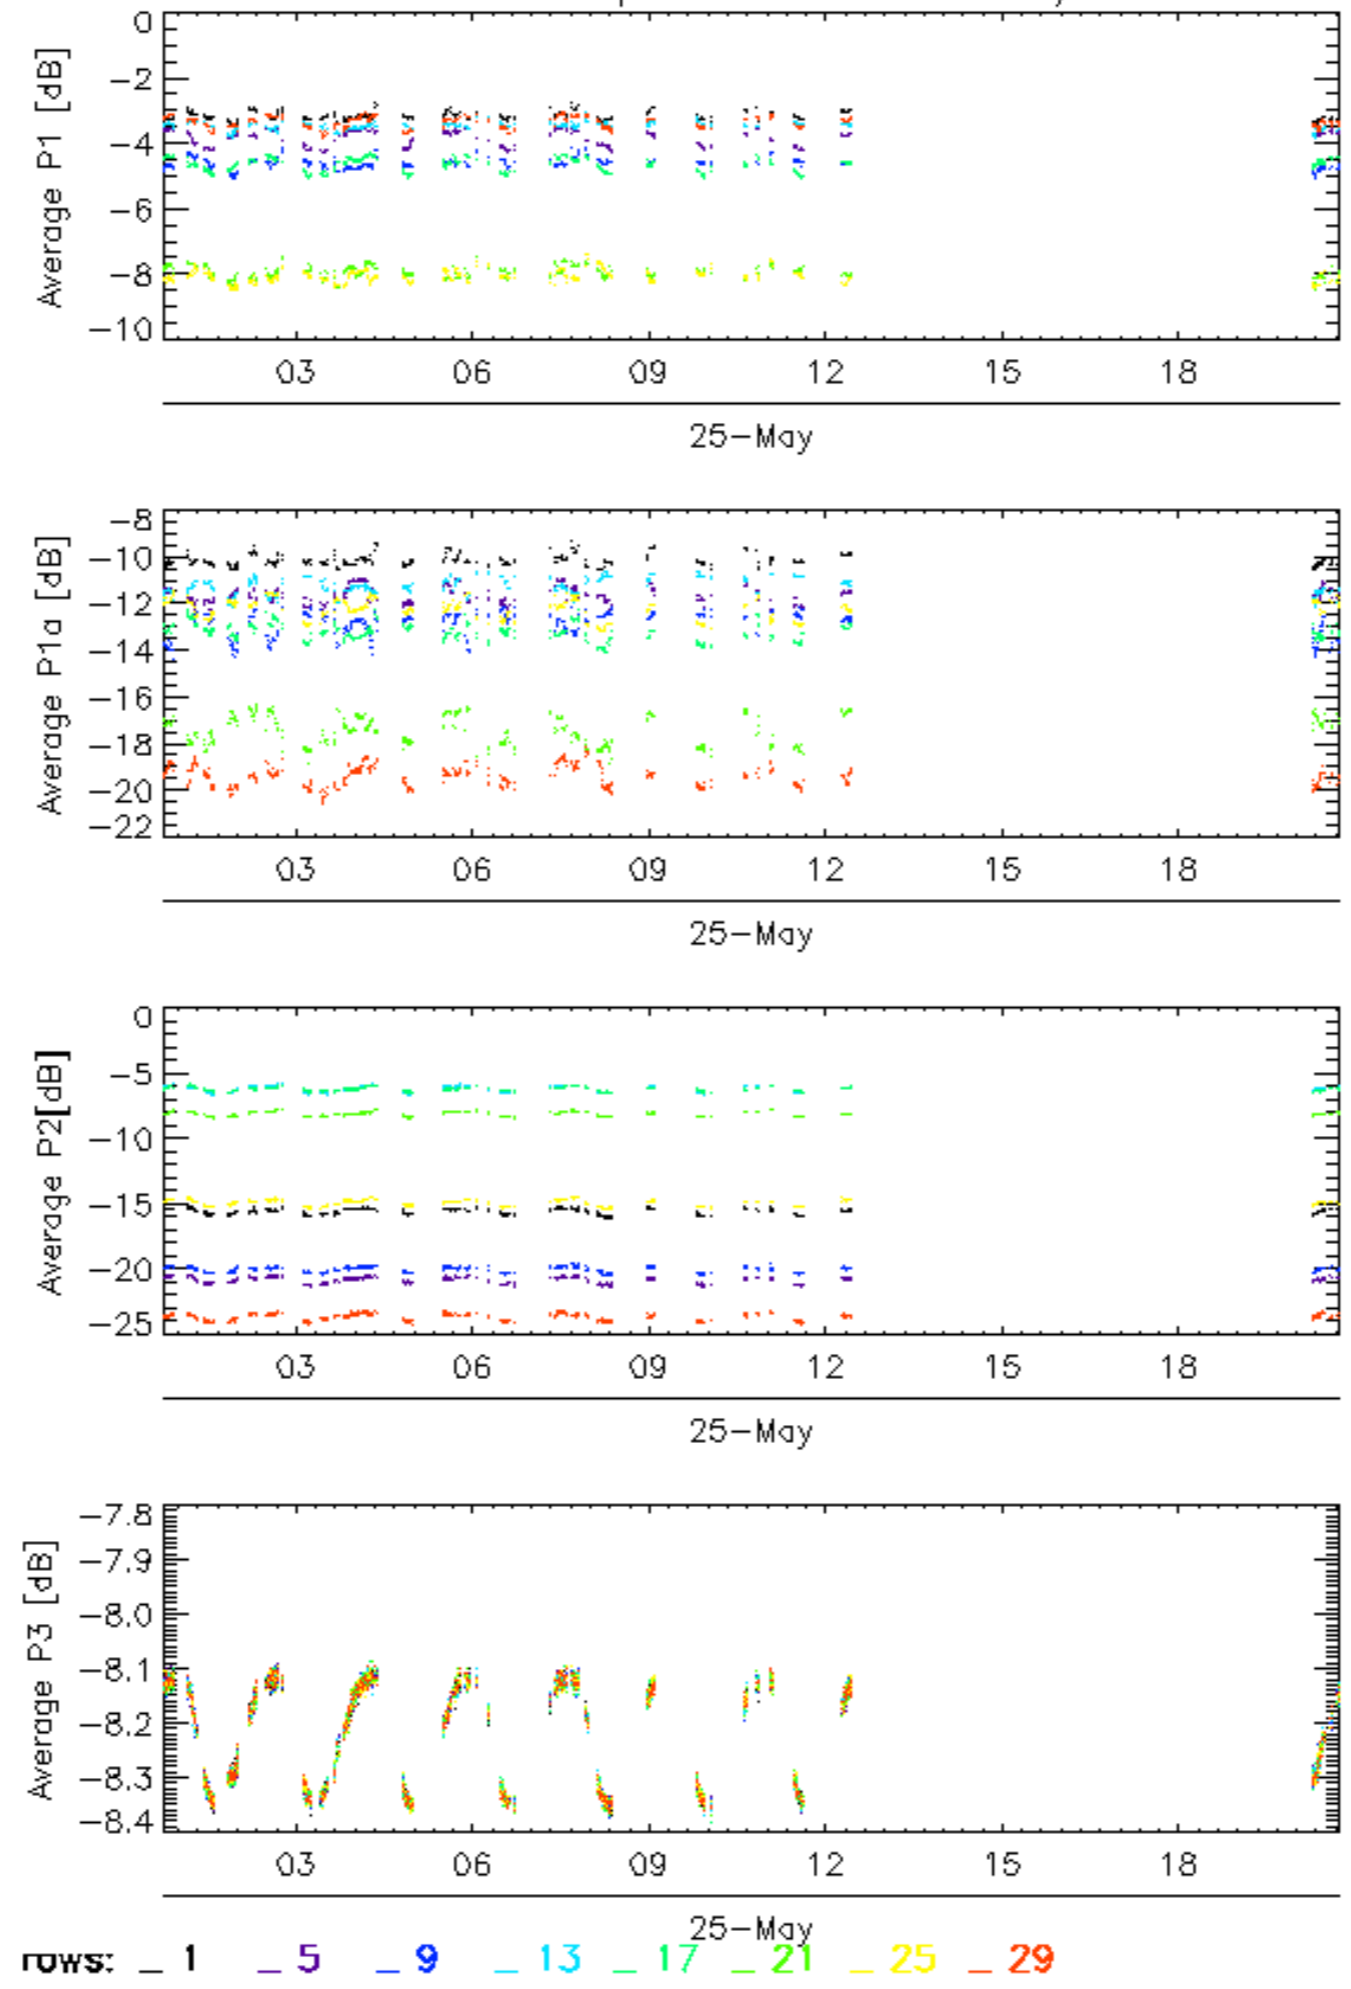 Average P1 [dB]
0
-2
-4
-6
-8
-10
03 06 09 12 15 18
25-May
Average P1a [dB]
-8
-10
-12
-14
-16
-18
-20
-22
03 06 09 12 15 18
25-May
Average P2[dB]
0
-5
-10
-15
-20
-25
03 06 09 12 15 18
25-May
Average P3 [dB]
-7.8
-7.9
-8.0
-8.1
-8.2
-8.3
-8.4
03 06 09 12 15 18
25-May
rows: _ 1 _ 5 _ 9 _ 13 _ 17 _ 21 _ 25 _ 29